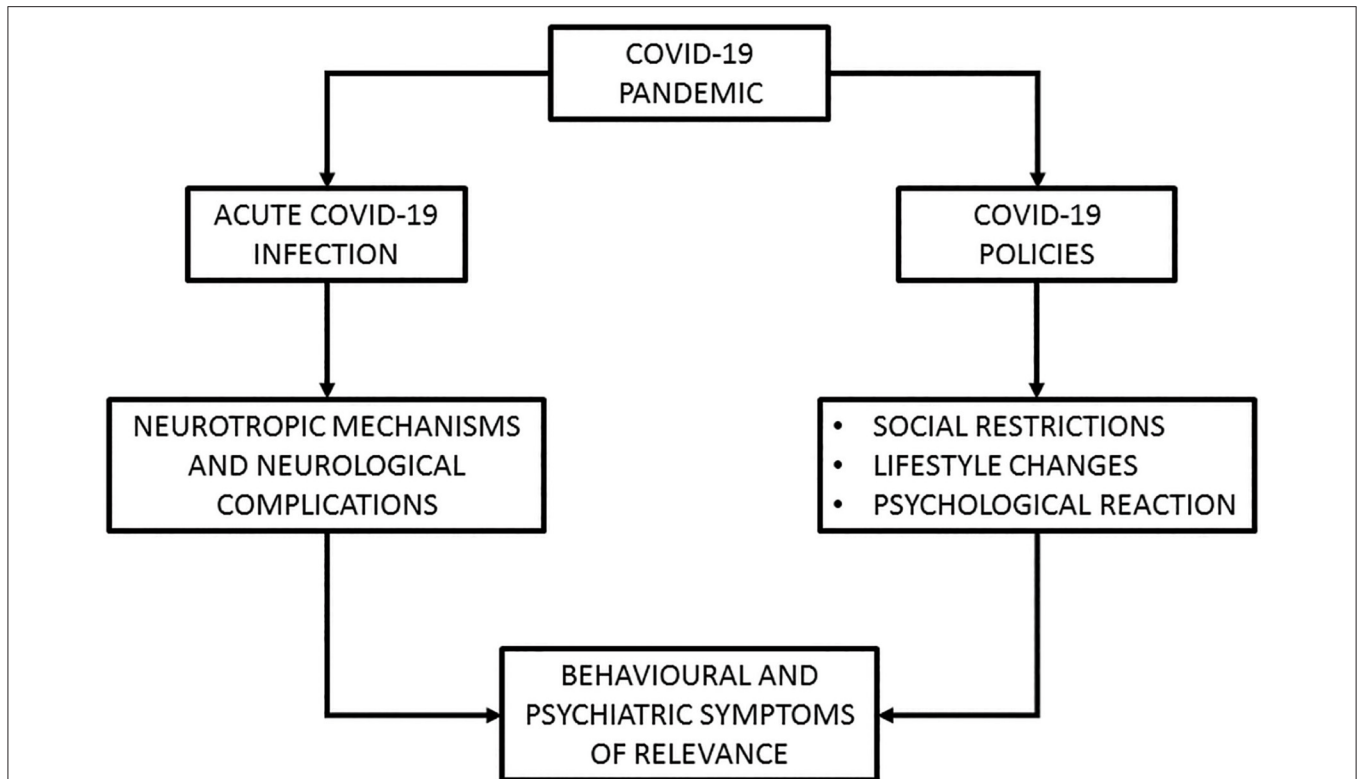 COVID-19
PANDEMIC
ACUTE COVID-19
INFECTION
COVID-19
POLICIES
NEUROTROPIC MECHANISMS
AND NEUROLOGICAL
COMPLICATIONS
• SOCIAL RESTRICTIONS
• LIFESTYLE CHANGES
• PSYCHOLOGICAL REACTION
BEHAVIOURAL AND
PSYCHIATRIC SYMPTOMS
OF RELEVANCE